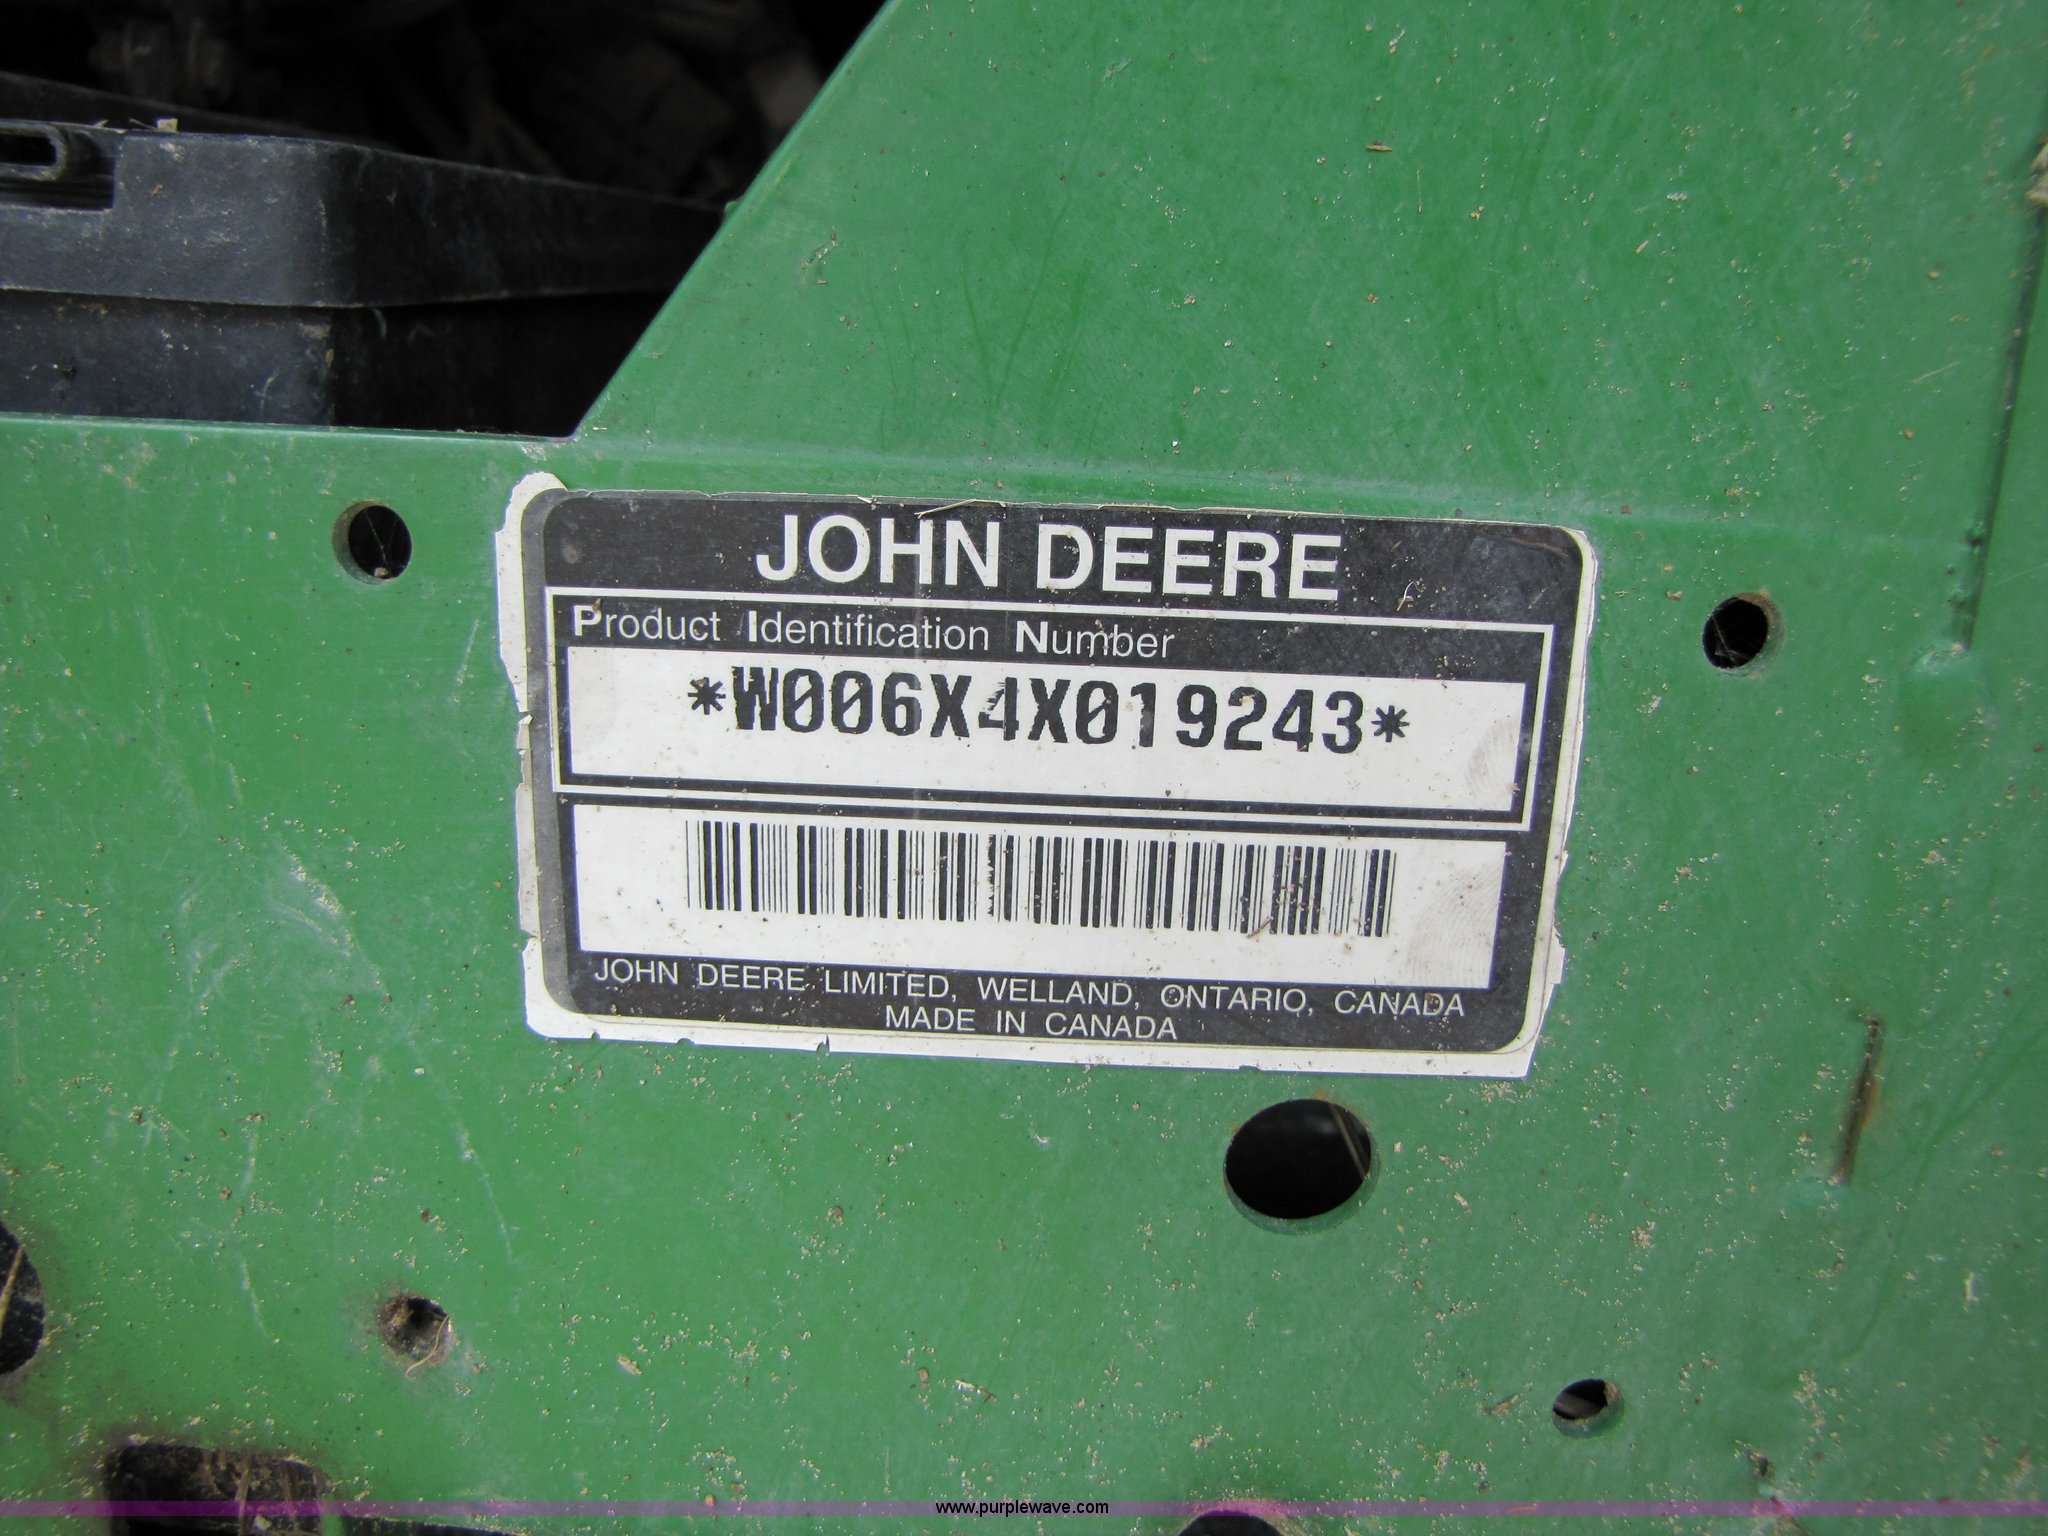 JOHN DEERE
Product Identification Number
*W006X4X019243*
JOHN DEERE LIMITED, WELLAND, ONTARIO, CANADA
MADE IN CANADA
www.purplewave.com